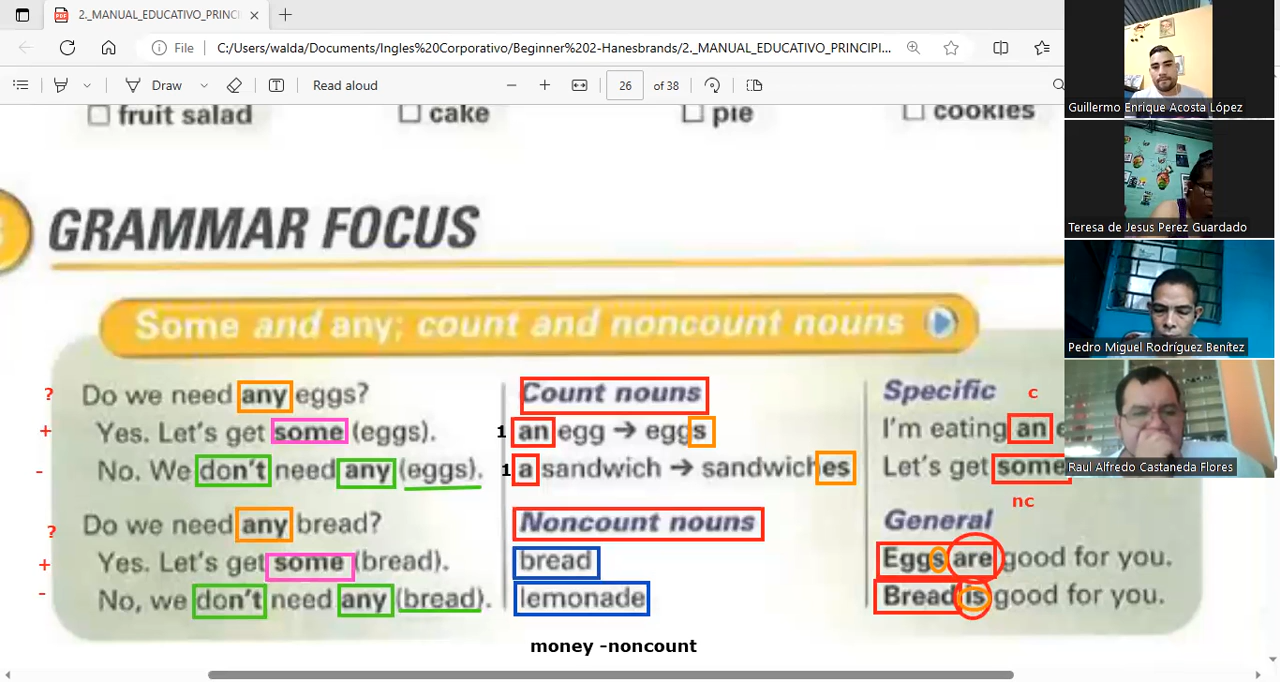 2._MANUAL_EDUCATIVO_PRINCI
File
C:/Users/walda/Documents/Ingles%20Corporativo/Beginner%202-Hanesbrands/2._MANUAL_EDUCATIVO_PRINCIPI...
Draw
Read aloud
26 of 38
fruit salad
cake
pie
cookies
GRAMMAR FOCUS
Some and any; count and noncount nouns
? Do we need any eggs?
+ Yes. Let's get some (eggs).
- No. We don't need any (eggs).
? Do we need any bread?
+ Yes. Let's get some (bread).
- No, we don't need any (bread).
Count nouns
1 an egg → eggs
1 a sandwich → sandwiches
Noncount nouns
bread
lemonade
money -noncount
Specific c
I'm eating an
Let's get some
nc
General
Eggs are good for you.
Bread is good for you.
Guillermo Enrique Acosta López
Teresa de Jesus Perez Guardado
Pedro Miguel Rodríguez Benítez
Raul Alfredo Castaneda Flores